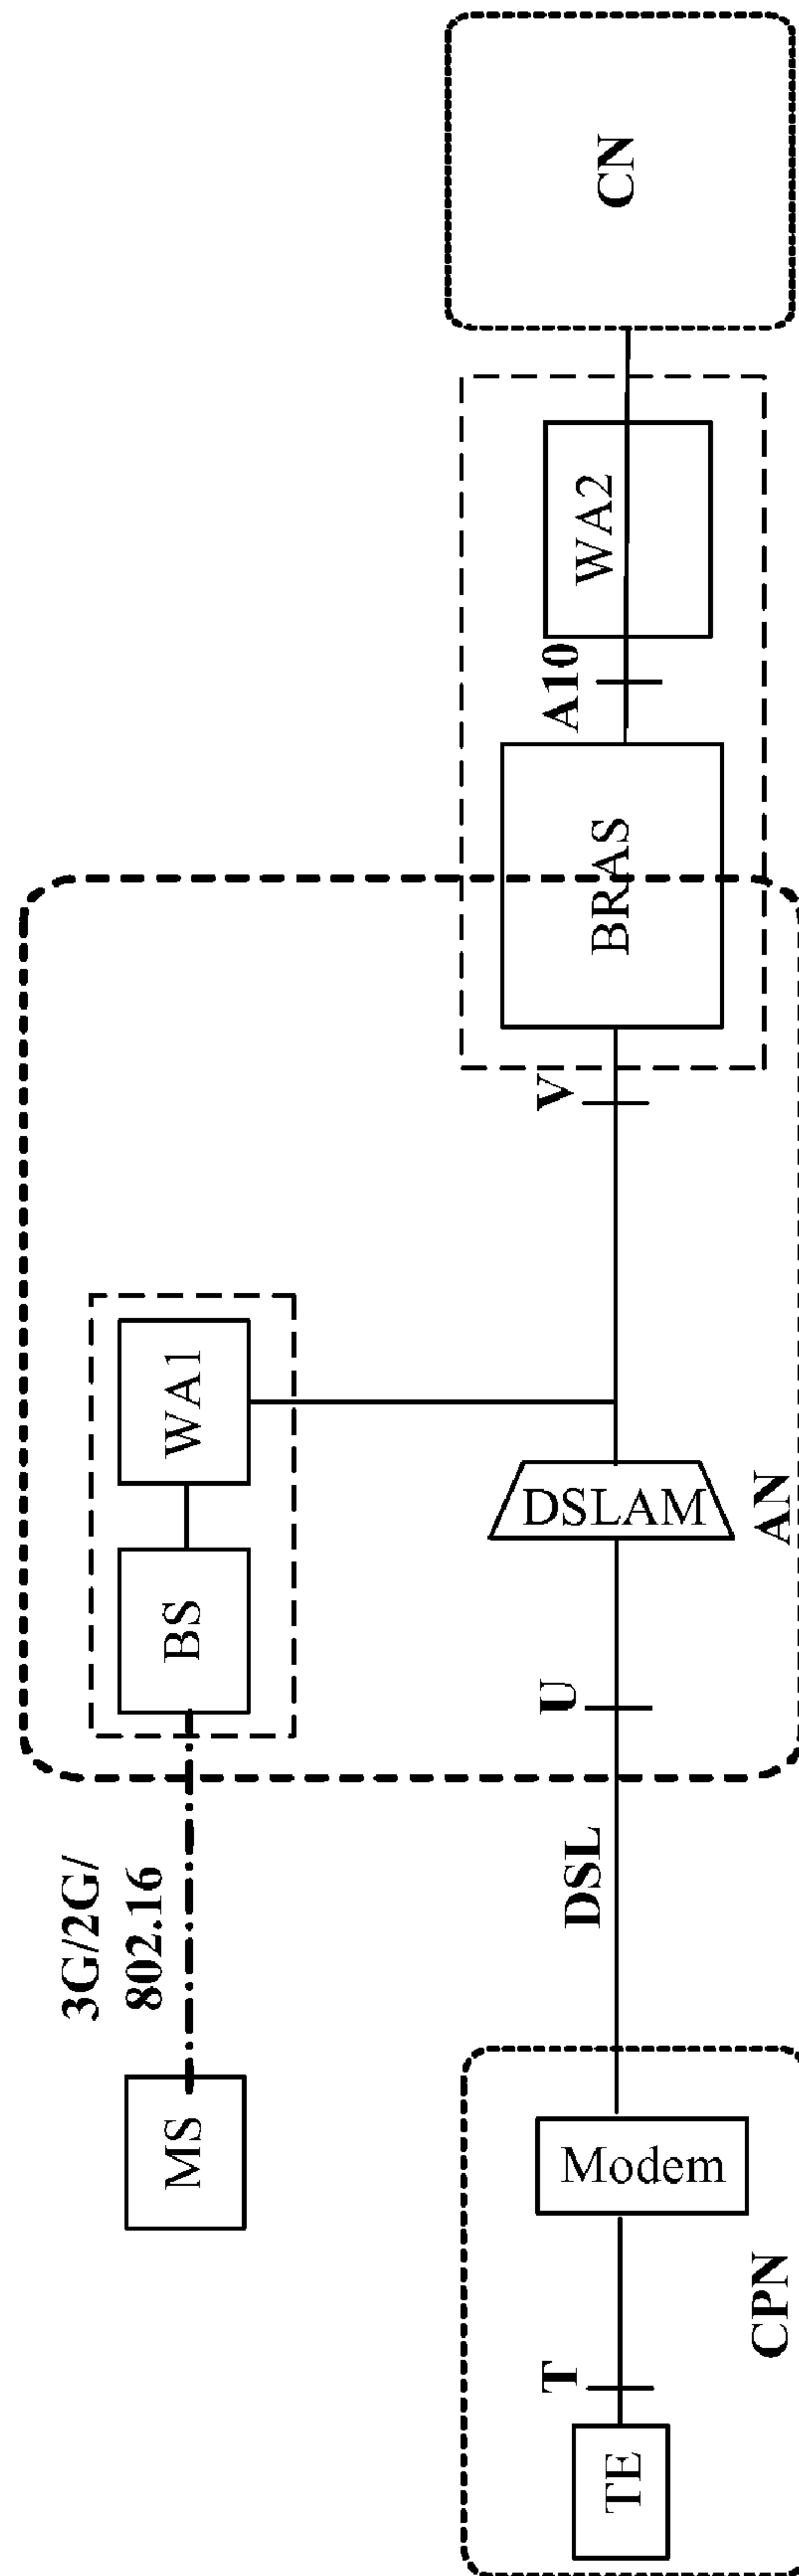 CN
WA2
A10
BRAS
V
WA1
BS
DSLAM
AN
U
3G/2G/
802.16
DSL
MS
Modem
CPN
T
TE